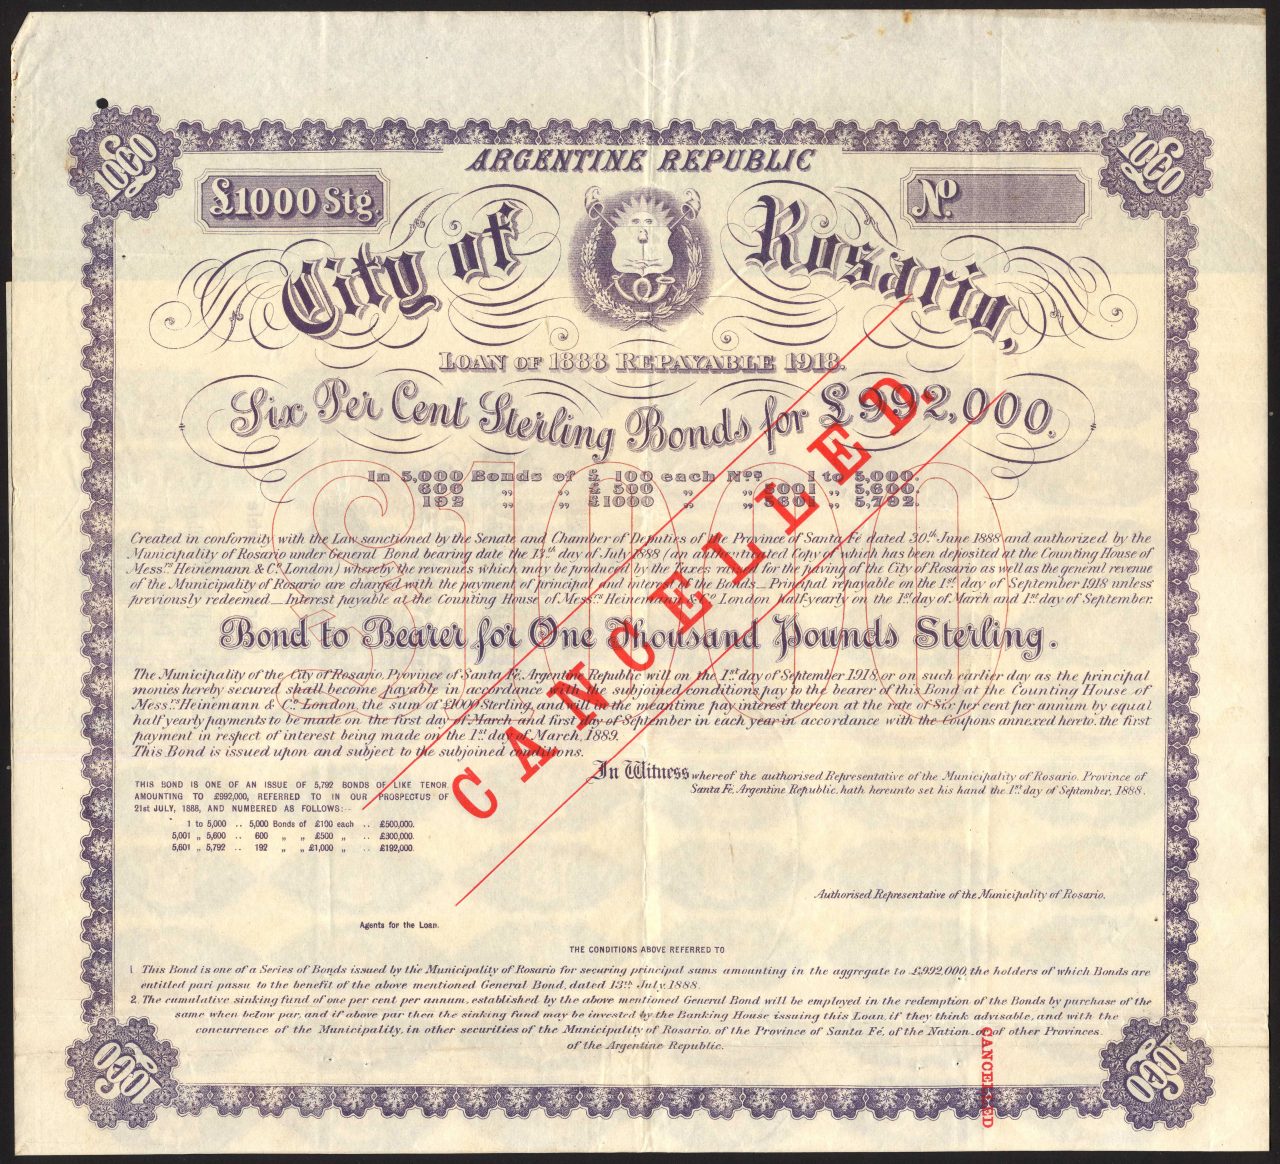 ARGENTINE REPUBLIC
£1000 Stg.
No.
City of Rosario,
LOAN OF 1888 REPAYABLE 1918.
Six Per Cent Sterling Bonds for £992,000.
In 5,000 Bonds of £ 100 each Nos. 1 to 5,000.
600 „ „ £ 500 „ „ 5001 „ 5,600.
192 „ „ £1000 „ „ 5601 „ 5,792.
£1000
Created in conformity with the Law sanctioned by the Senate and Chamber of Deputies of the Province of Santa Fé dated 30th June 1888 and authorized by the
Municipality of Rosario under General Bond bearing date the 13th day of July 1888 (an authenticated Copy of which has been deposited at the Counting House of
Messrs Heinemann & Co. London) whereby the revenues which may be produced by the Taxes raised for the paving of the City of Rosario as well as the general revenue
of the Municipality of Rosario are charged with the payment of principal and interest of the Bonds_Principal repayable on the 1st day of September 1918 unless
previously redeemed_Interest payable at the Counting House of Messrs Heinemann & Co London half-yearly on the 1st day of March and 1st day of September.
Bond to Bearer for One Thousand Pounds Sterling.
The Municipality of the City of Rosario, Province of Santa Fé, Argentine Republic will on the 1st day of September 1918, or on such earlier day as the principal
monies hereby secured shall become payable in accordance with the subjoined conditions pay to the bearer of this Bond at the Counting House of
Messrs Heinemann & Co. London, the sum of £1000 Sterling, and will in the meantime pay interest thereon at the rate of Six per cent per annum by equal
half yearly payments to be made on the first day of March and first day of September in each year in accordance with the Coupons annexed hereto, the first
payment in respect of interest being made on the 1st day of March, 1889.
This Bond is issued upon and subject to the subjoined conditions.
In Witness whereof the authorised Representative of the Municipality of Rosario, Province of
Santa Fé, Argentine Republic, hath hereunto set his hand the 1st day of September, 1888.
THIS BOND IS ONE OF AN ISSUE OF 5,792 BONDS OF LIKE TENOR
AMOUNTING TO £992,000, REFERRED TO IN OUR PROSPECTUS OF
21st JULY, 1888, AND NUMBERED AS FOLLOWS:—
1 to 5,000 .. 5,000 Bonds of £100 each .. £500,000.
5,001 „ 5,600 .. 600 „ „ £500 „ .. £300,000.
5,601 „ 5,792 .. 192 „ „ £1,000 „ .. £192,000.
CANCELLED.
Authorised Representative of the Municipality of Rosario.
Agents for the Loan.
THE CONDITIONS ABOVE REFERRED TO
1. This Bond is one of a Series of Bonds issued by the Municipality of Rosario for securing principal sums amounting in the aggregate to £992,000, the holders of which Bonds are
entitled pari passu to the benefit of the above mentioned General Bond, dated 13th July, 1888.
2. The cumulative sinking fund of one per cent per annum, established by the above mentioned General Bond will be employed in the redemption of the Bonds by purchase of the
same when below par, and if above par then the sinking fund may be invested by the Banking House issuing this Loan, if they think advisable, and with the
concurrence of the Municipality, in other securities of the Municipality of Rosario, of the Province of Santa Fé, of the Nation, or of other Provinces,
of the Argentine Republic.
CANCELLED